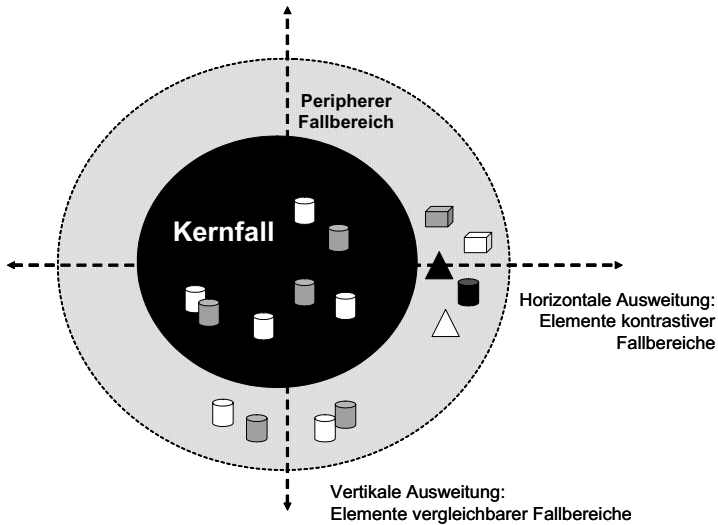 Peripherer
Fallbereich
Kernfall
Horizontale Ausweitung:
Elemente kontrastiver
Fallbereiche
Vertikale Ausweitung:
Elemente vergleichbarer Fallbereiche